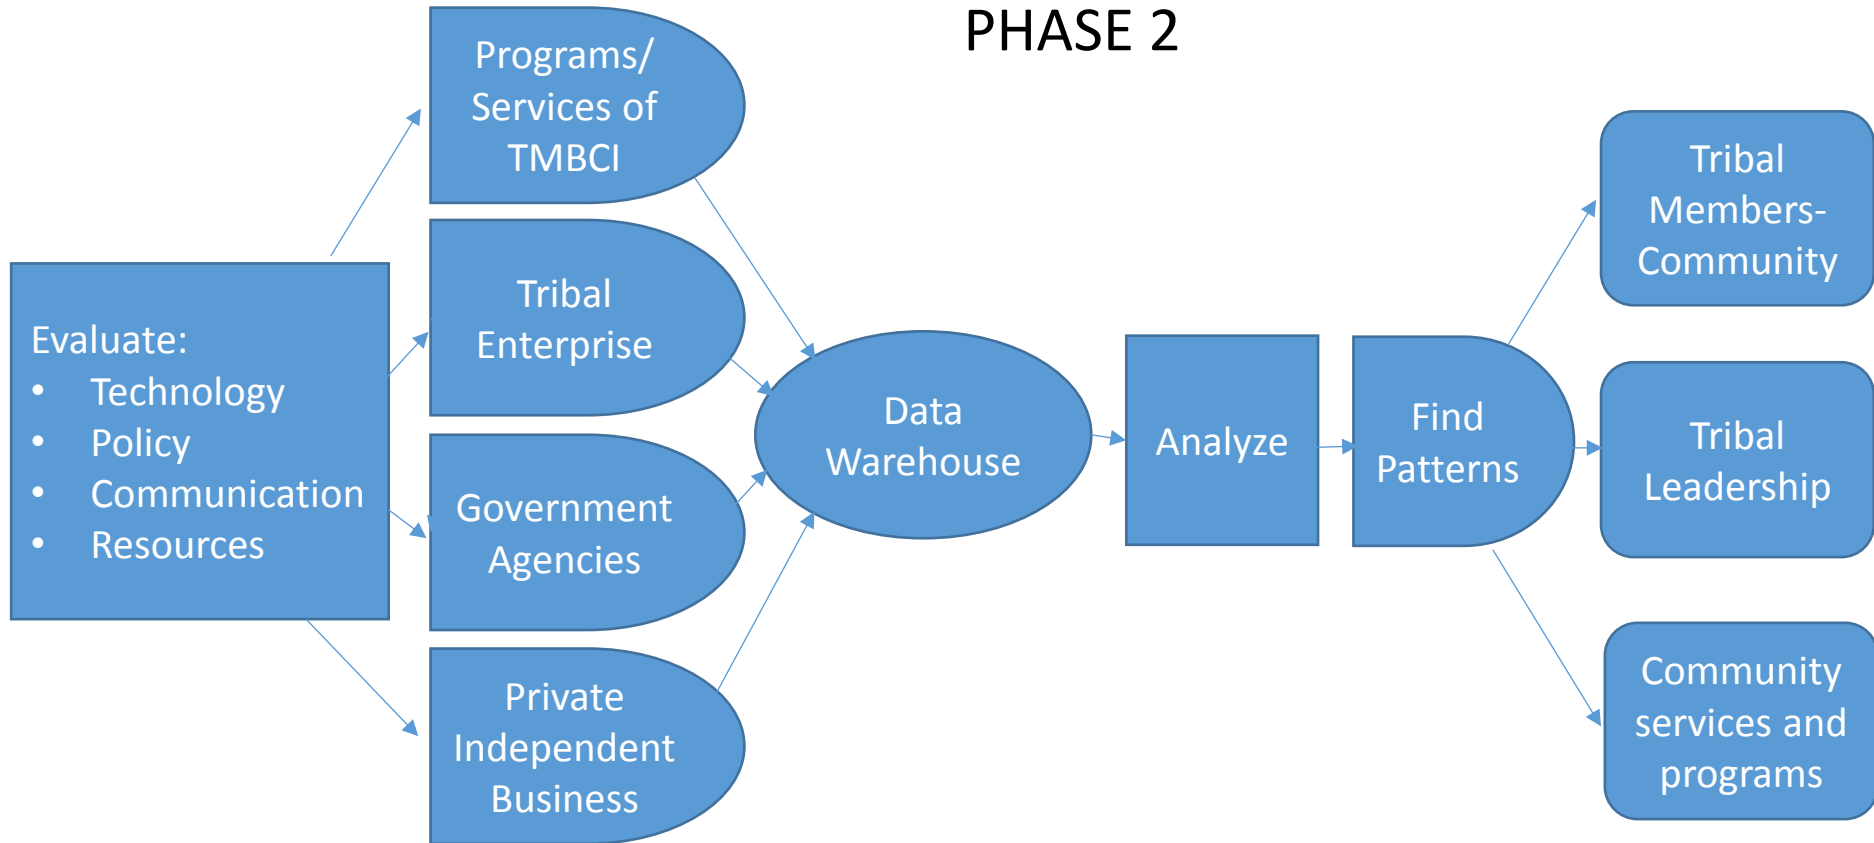 PHASE 2
Programs/
Services of
TMBCI
Tribal
Enterprise
Government
Agencies
Private
Independent
Business
Evaluate:
• Technology
• Policy
• Communication
• Resources
Data
Warehouse
Analyze
Find
Patterns
Tribal
Members-
Community
Tribal
Leadership
Community
services and
programs